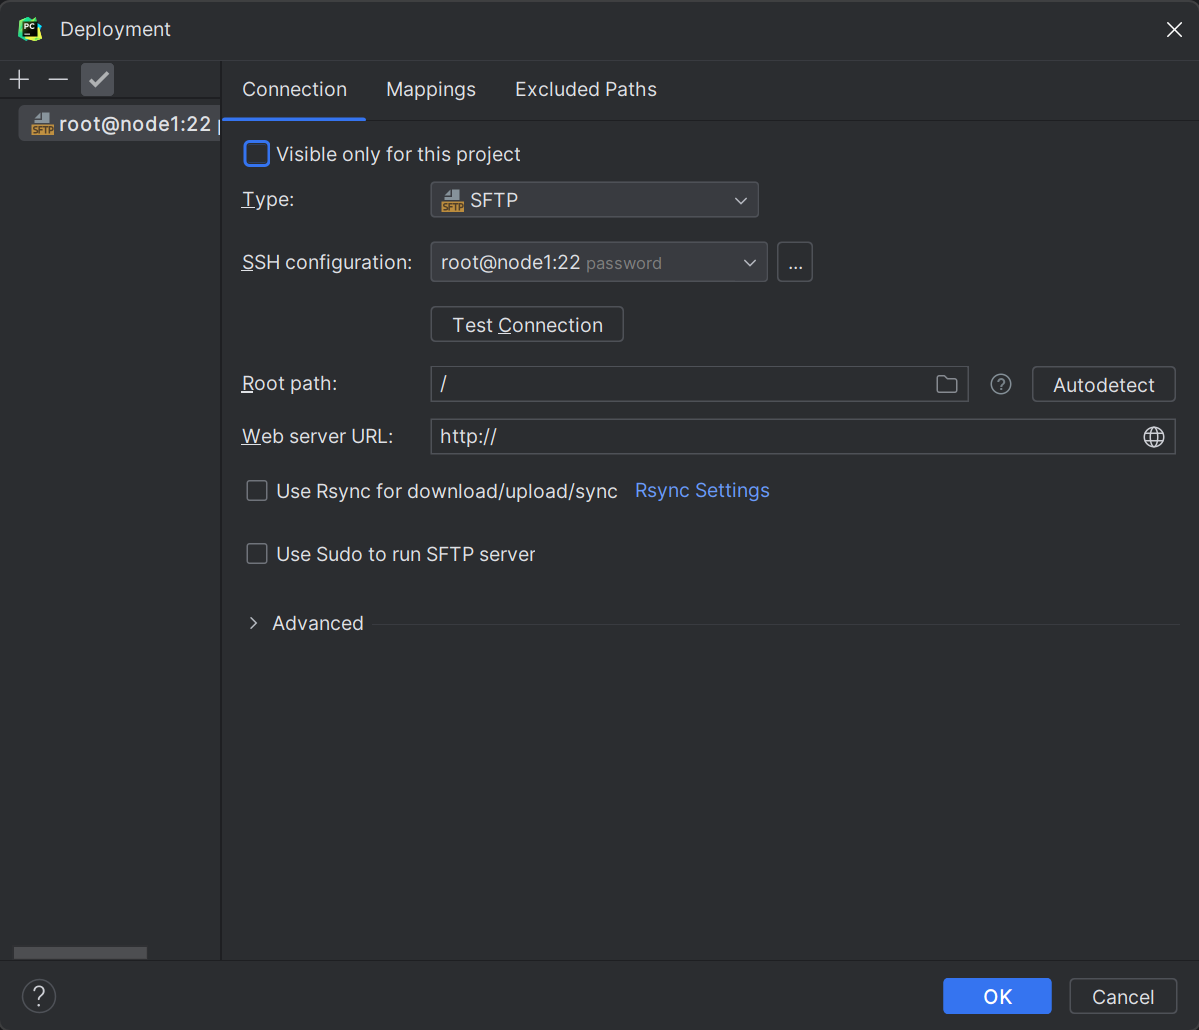 PC
Deployment
Connection
Mappings
Excluded Paths
SFTP root@node1:22
Visible only for this project
Type:
SFTP SFTP
SSH configuration:
root@node1:22 password
...
Test Connection
Root path:
/
?
Autodetect
Web server URL:
http://
Use Rsync for download/upload/sync Rsync Settings
Use Sudo to run SFTP server
Advanced
?
OK
Cancel